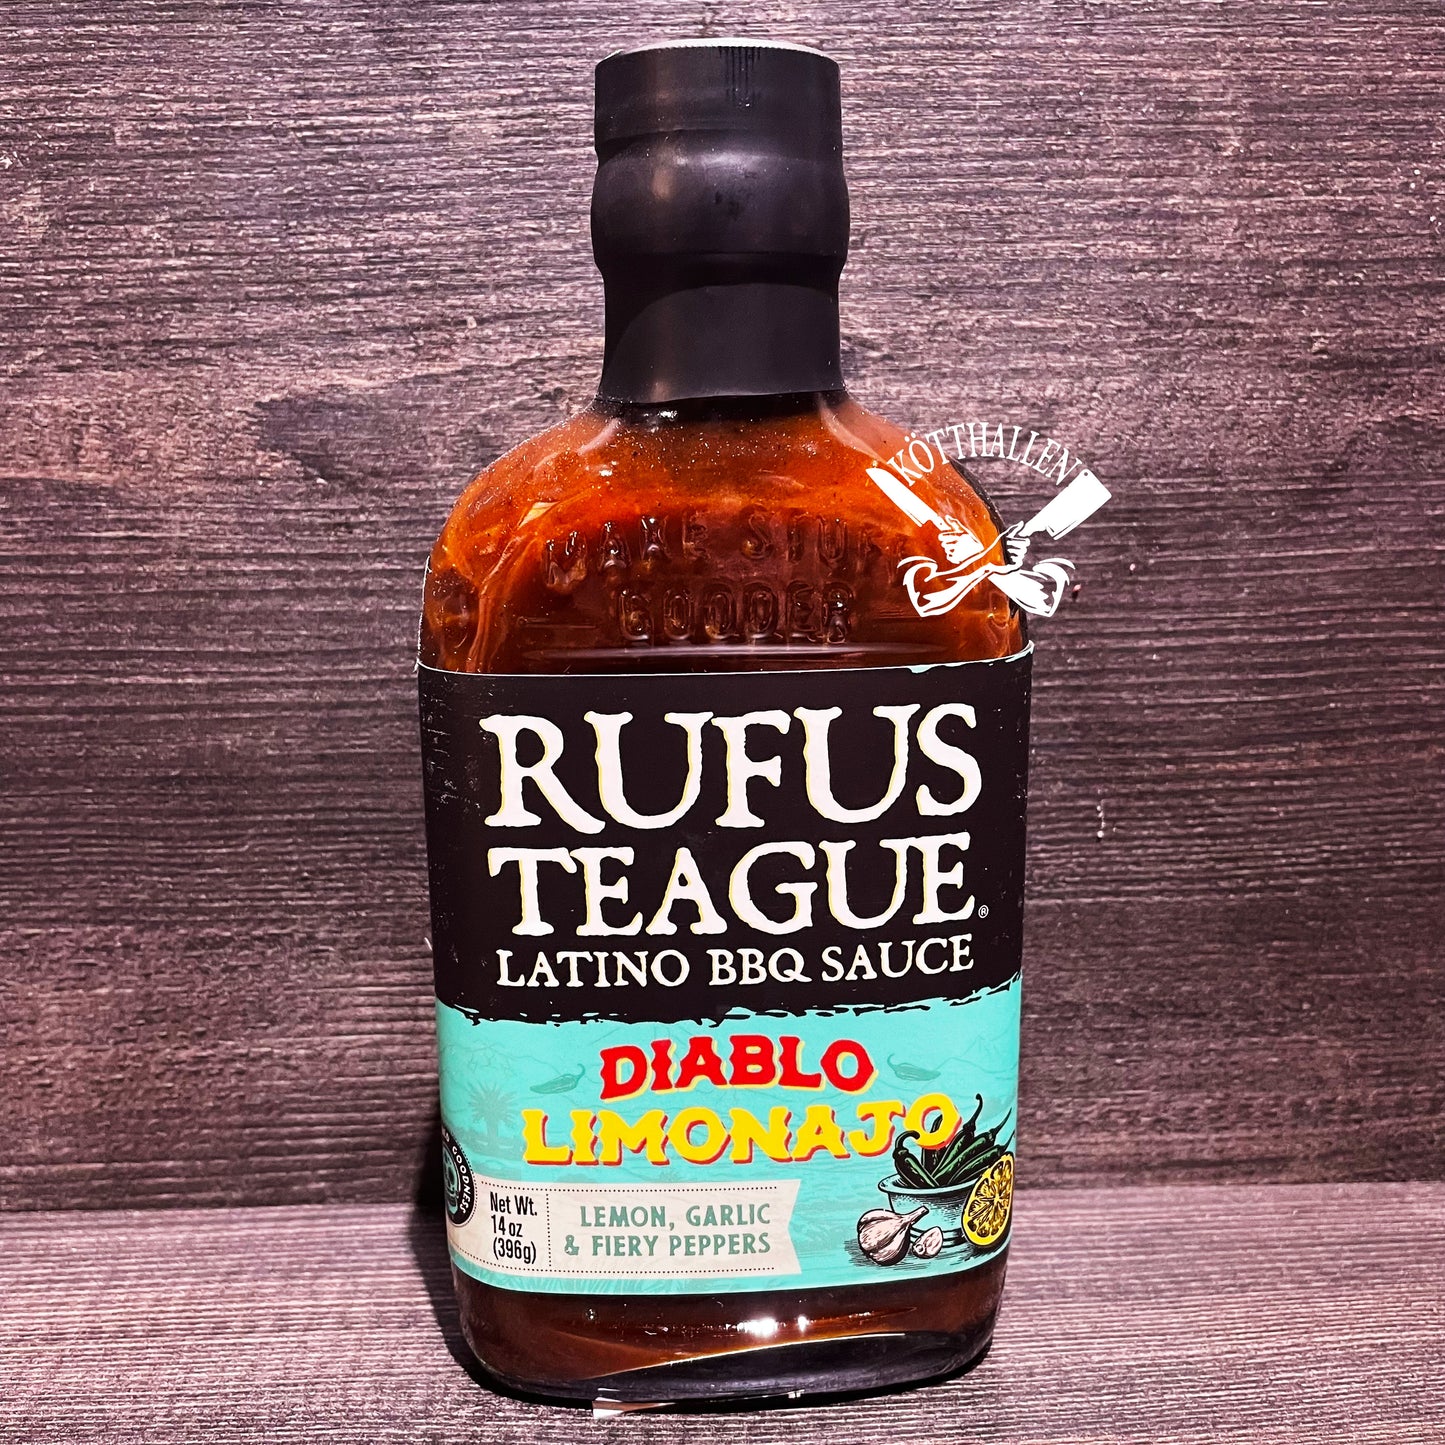 KÖTTHALLEN
MAKE STUFF
GOODER
RUFUS
TEAGUE®
LATINO BBQ SAUCE
DIABLO
LIMONAJO
GOODNESS
Net Wt.
14 oz
(396g)
LEMON, GARLIC
& FIERY PEPPERS